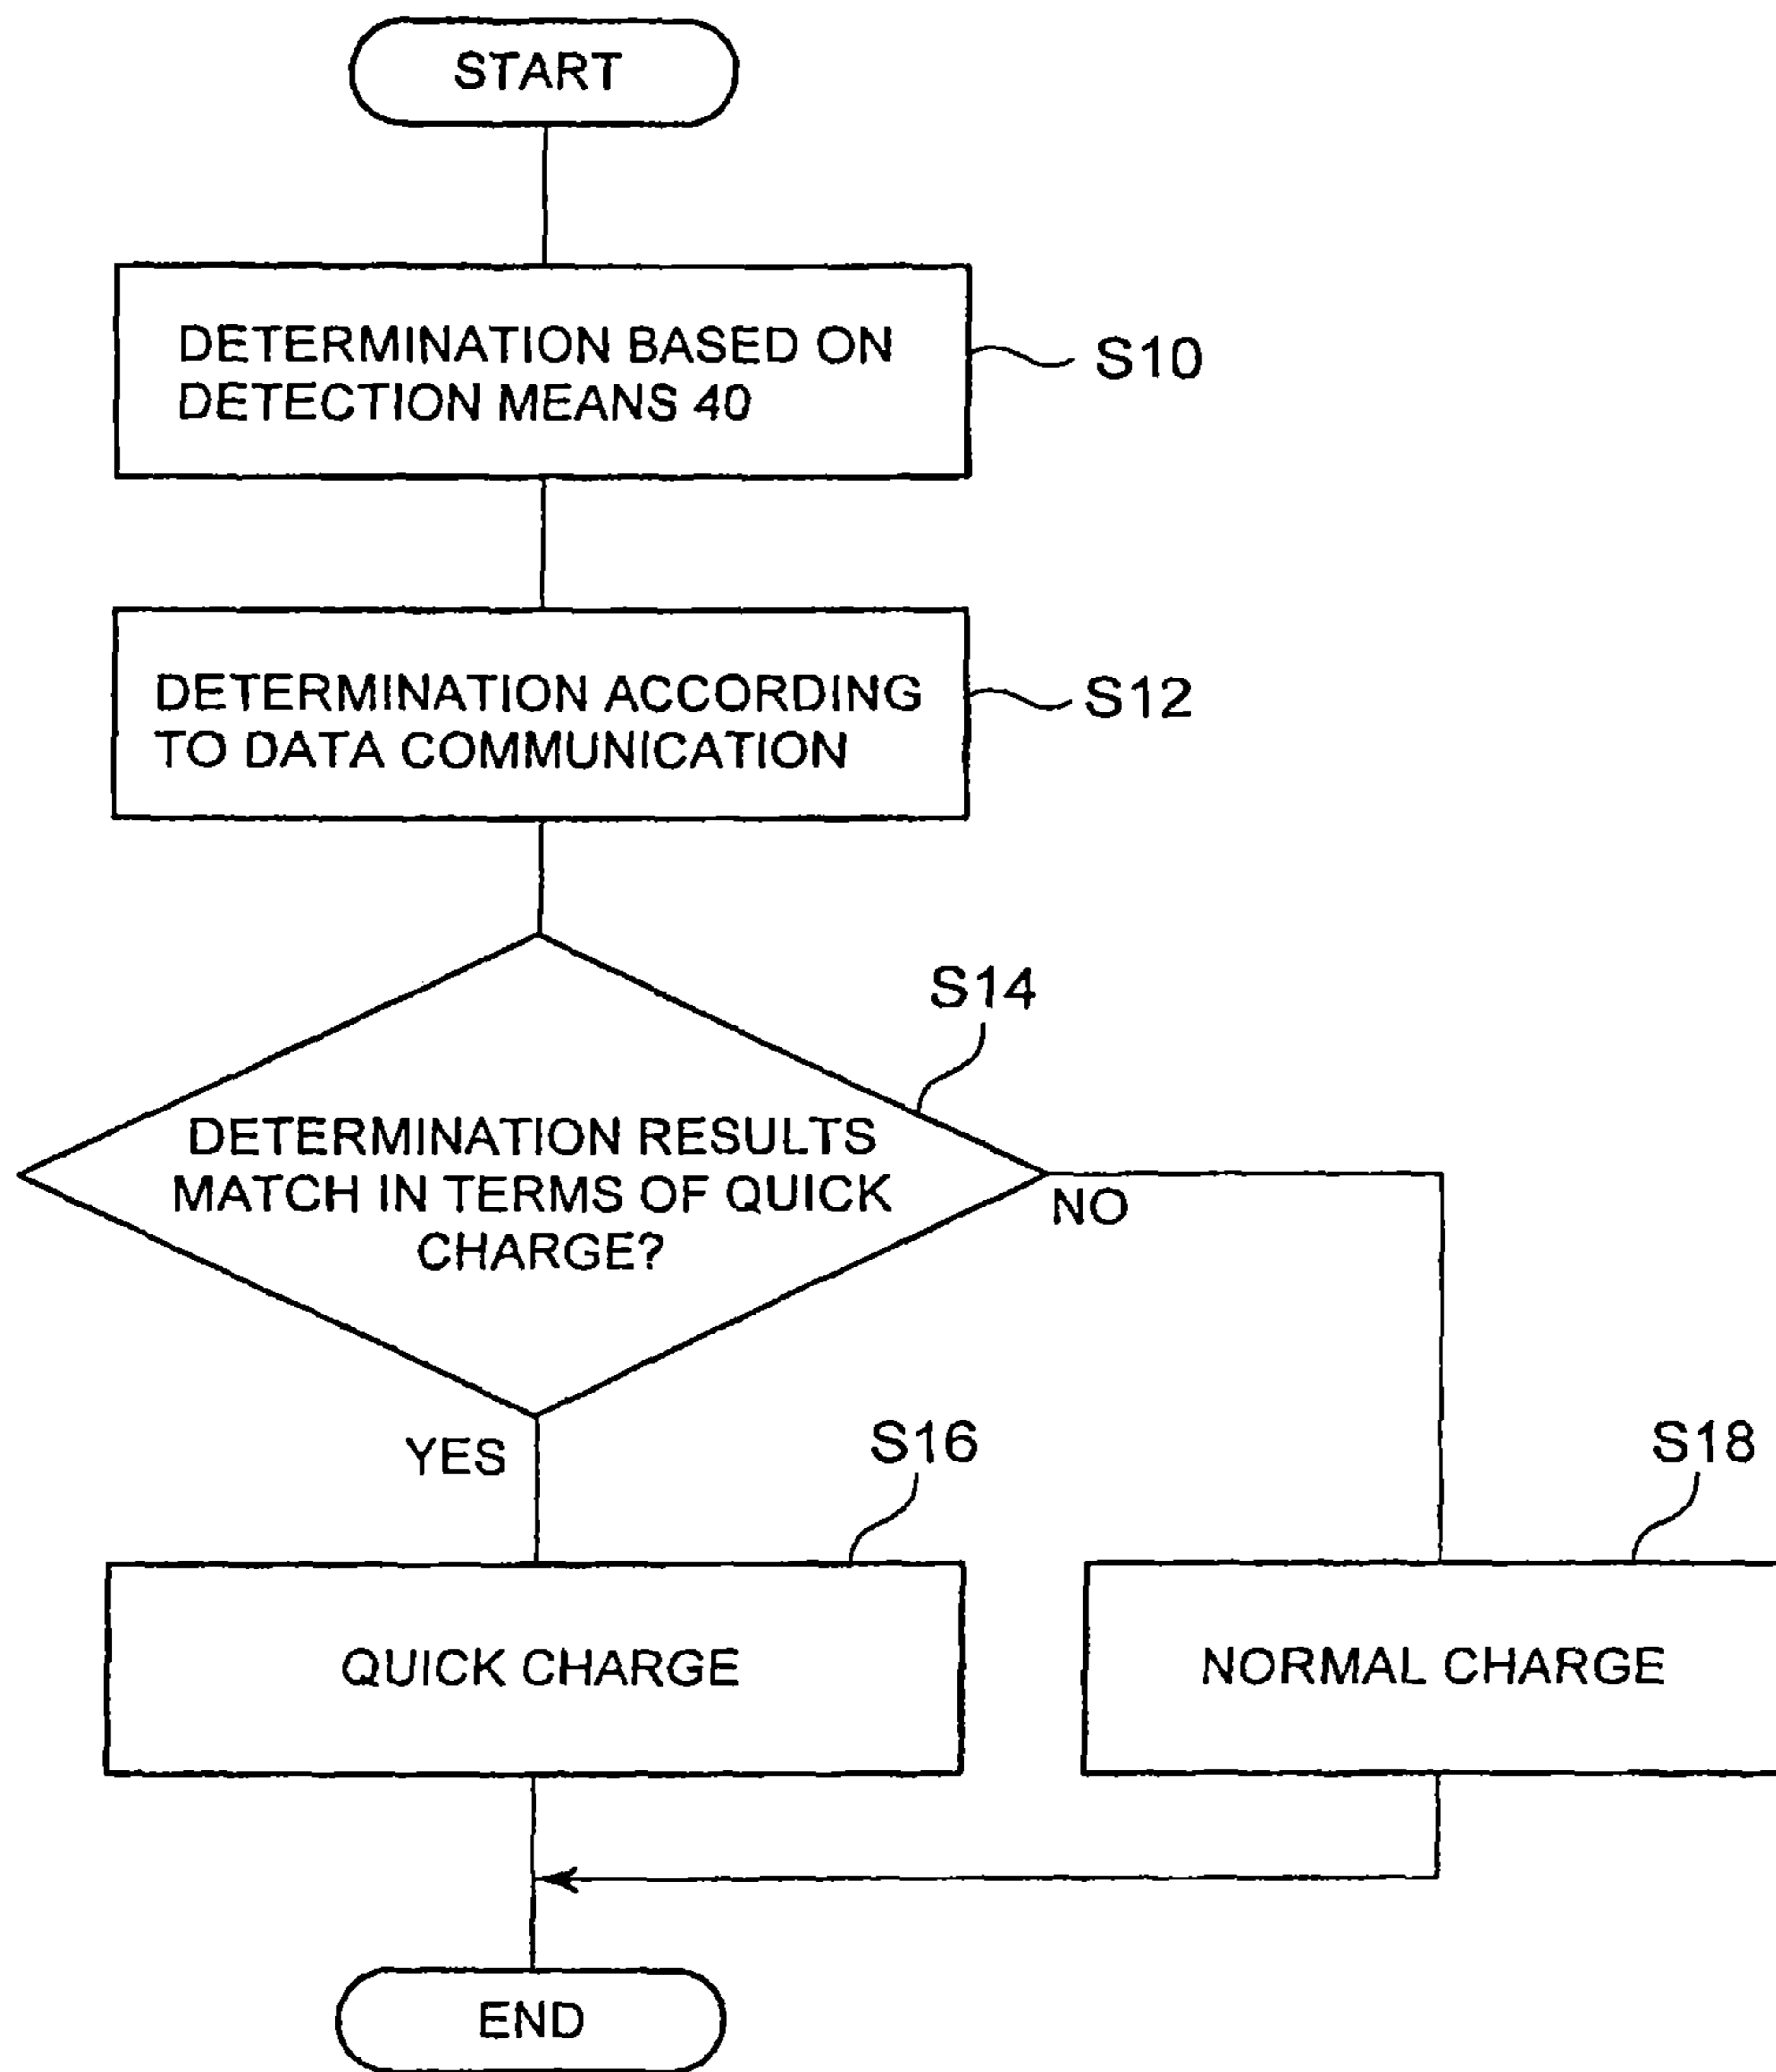 START
DETERMINATION BASED ON
DETECTION MEANS 40
S10
DETERMINATION ACCORDING
TO DATA COMMUNICATION
S12
S14
DETERMINATION RESULTS
MATCH IN TERMS OF QUICK
CHARGE?
NO
YES
S16
S18
QUICK CHARGE
NORMAL CHARGE
END